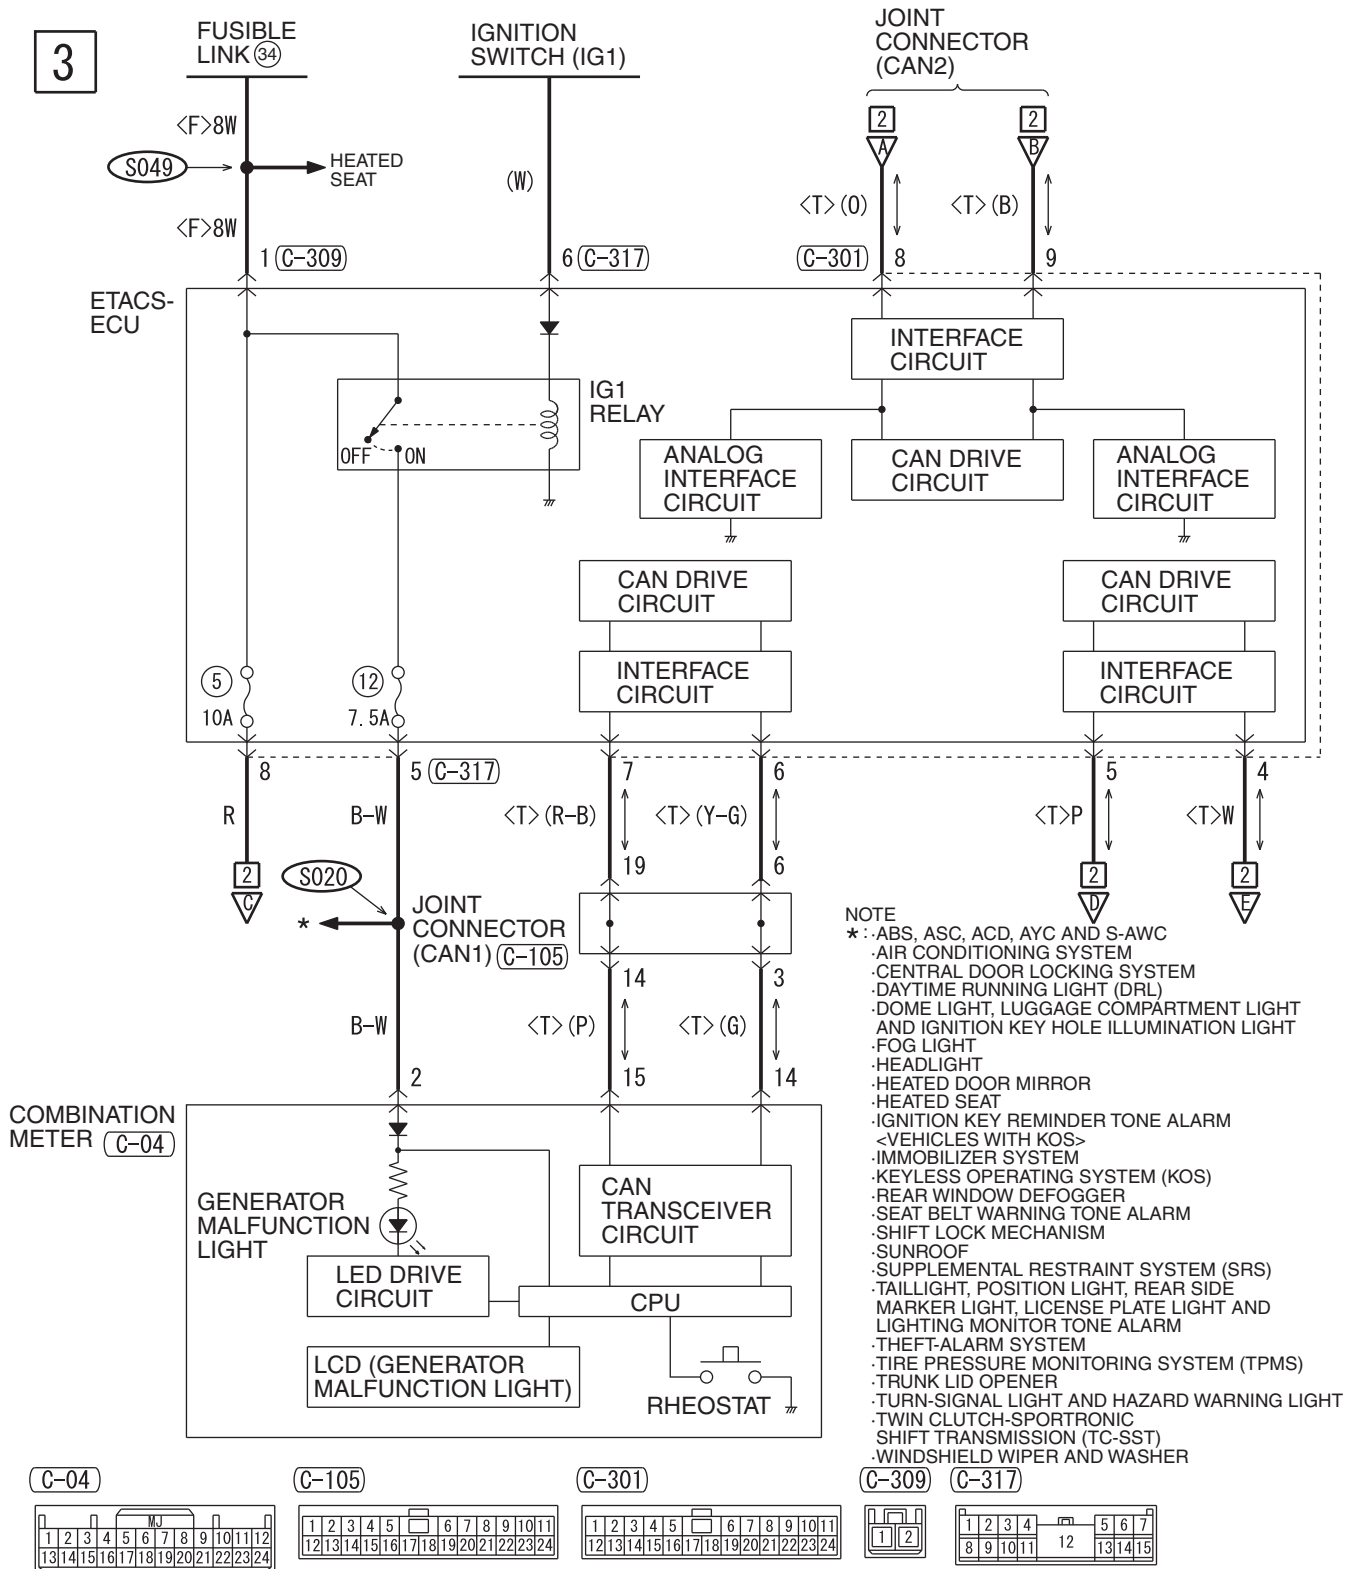 3
FUSIBLE
LINK 34
IGNITION
SWITCH (IG1)
JOINT
CONNECTOR
(CAN2)
2
A
2
B
<F>8W
S049
HEATED
SEAT
(W)
<T>(O)
<T>(B)
<F>8W
1 (C-309)
6 (C-317)
(C-301) 8
9
ETACS-
ECU
INTERFACE
CIRCUIT
IG1
RELAY
OFF
ON
ANALOG
INTERFACE
CIRCUIT
CAN DRIVE
CIRCUIT
ANALOG
INTERFACE
CIRCUIT
CAN DRIVE
CIRCUIT
CAN DRIVE
CIRCUIT
INTERFACE
CIRCUIT
INTERFACE
CIRCUIT
5
10A
12
7.5A
8
5 (C-317)
7
6
5
4
R
B-W
<T>(R-B)
<T>(Y-G)
<T>P
<T>W
19
6
2
C
2
D
2
E
S020
*
JOINT
CONNECTOR
(CAN1) (C-105)
14
3
B-W
<T>(P)
<T>(G)
2
15
14
COMBINATION
METER (C-04)
GENERATOR
MALFUNCTION
LIGHT
CAN
TRANSCEIVER
CIRCUIT
LED DRIVE
CIRCUIT
CPU
LCD (GENERATOR
MALFUNCTION LIGHT)
RHEOSTAT
NOTE
*:·ABS, ASC, ACD, AYC AND S-AWC
·AIR CONDITIONING SYSTEM
·CENTRAL DOOR LOCKING SYSTEM
·DAYTIME RUNNING LIGHT (DRL)
·DOME LIGHT, LUGGAGE COMPARTMENT LIGHT
AND IGNITION KEY HOLE ILLUMINATION LIGHT
·FOG LIGHT
·HEADLIGHT
·HEATED DOOR MIRROR
·HEATED SEAT
·IGNITION KEY REMINDER TONE ALARM
<VEHICLES WITH KOS>
·IMMOBILIZER SYSTEM
·KEYLESS OPERATING SYSTEM (KOS)
·REAR WINDOW DEFOGGER
·SEAT BELT WARNING TONE ALARM
·SHIFT LOCK MECHANISM
·SUNROOF
·SUPPLEMENTAL RESTRAINT SYSTEM (SRS)
·TAILLIGHT, POSITION LIGHT, REAR SIDE
MARKER LIGHT, LICENSE PLATE LIGHT AND
LIGHTING MONITOR TONE ALARM
·THEFT-ALARM SYSTEM
·TIRE PRESSURE MONITORING SYSTEM (TPMS)
·TRUNK LID OPENER
·TURN-SIGNAL LIGHT AND HAZARD WARNING LIGHT
·TWIN CLUTCH-SPORTRONIC
SHIFT TRANSMISSION (TC-SST)
·WINDSHIELD WIPER AND WASHER
(C-04)
MJ
1 2 3 4 5 6 7 8 9 10 11 12
13 14 15 16 17 18 19 20 21 22 23 24
(C-105)
1 2 3 4 5 6 7 8 9 10 11
12 13 14 15 16 17 18 19 20 21 22 23 24
(C-301)
1 2 3 4 5 6 7 8 9 10 11
12 13 14 15 16 17 18 19 20 21 22 23 24
(C-309)
1 2
(C-317)
1 2 3 4 5 6 7
8 9 10 11 12 13 14 15